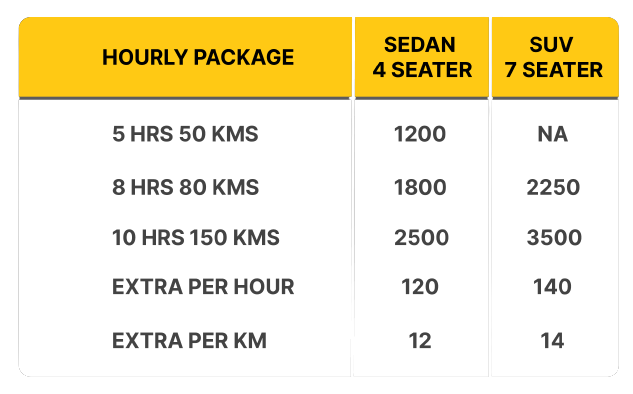 HOURLY PACKAGE SEDAN 4 SEATER SUV 7 SEATER
5 HRS 50 KMS 1200 NA
8 HRS 80 KMS 1800 2250
10 HRS 150 KMS 2500 3500
EXTRA PER HOUR 120 140
EXTRA PER KM 12 14